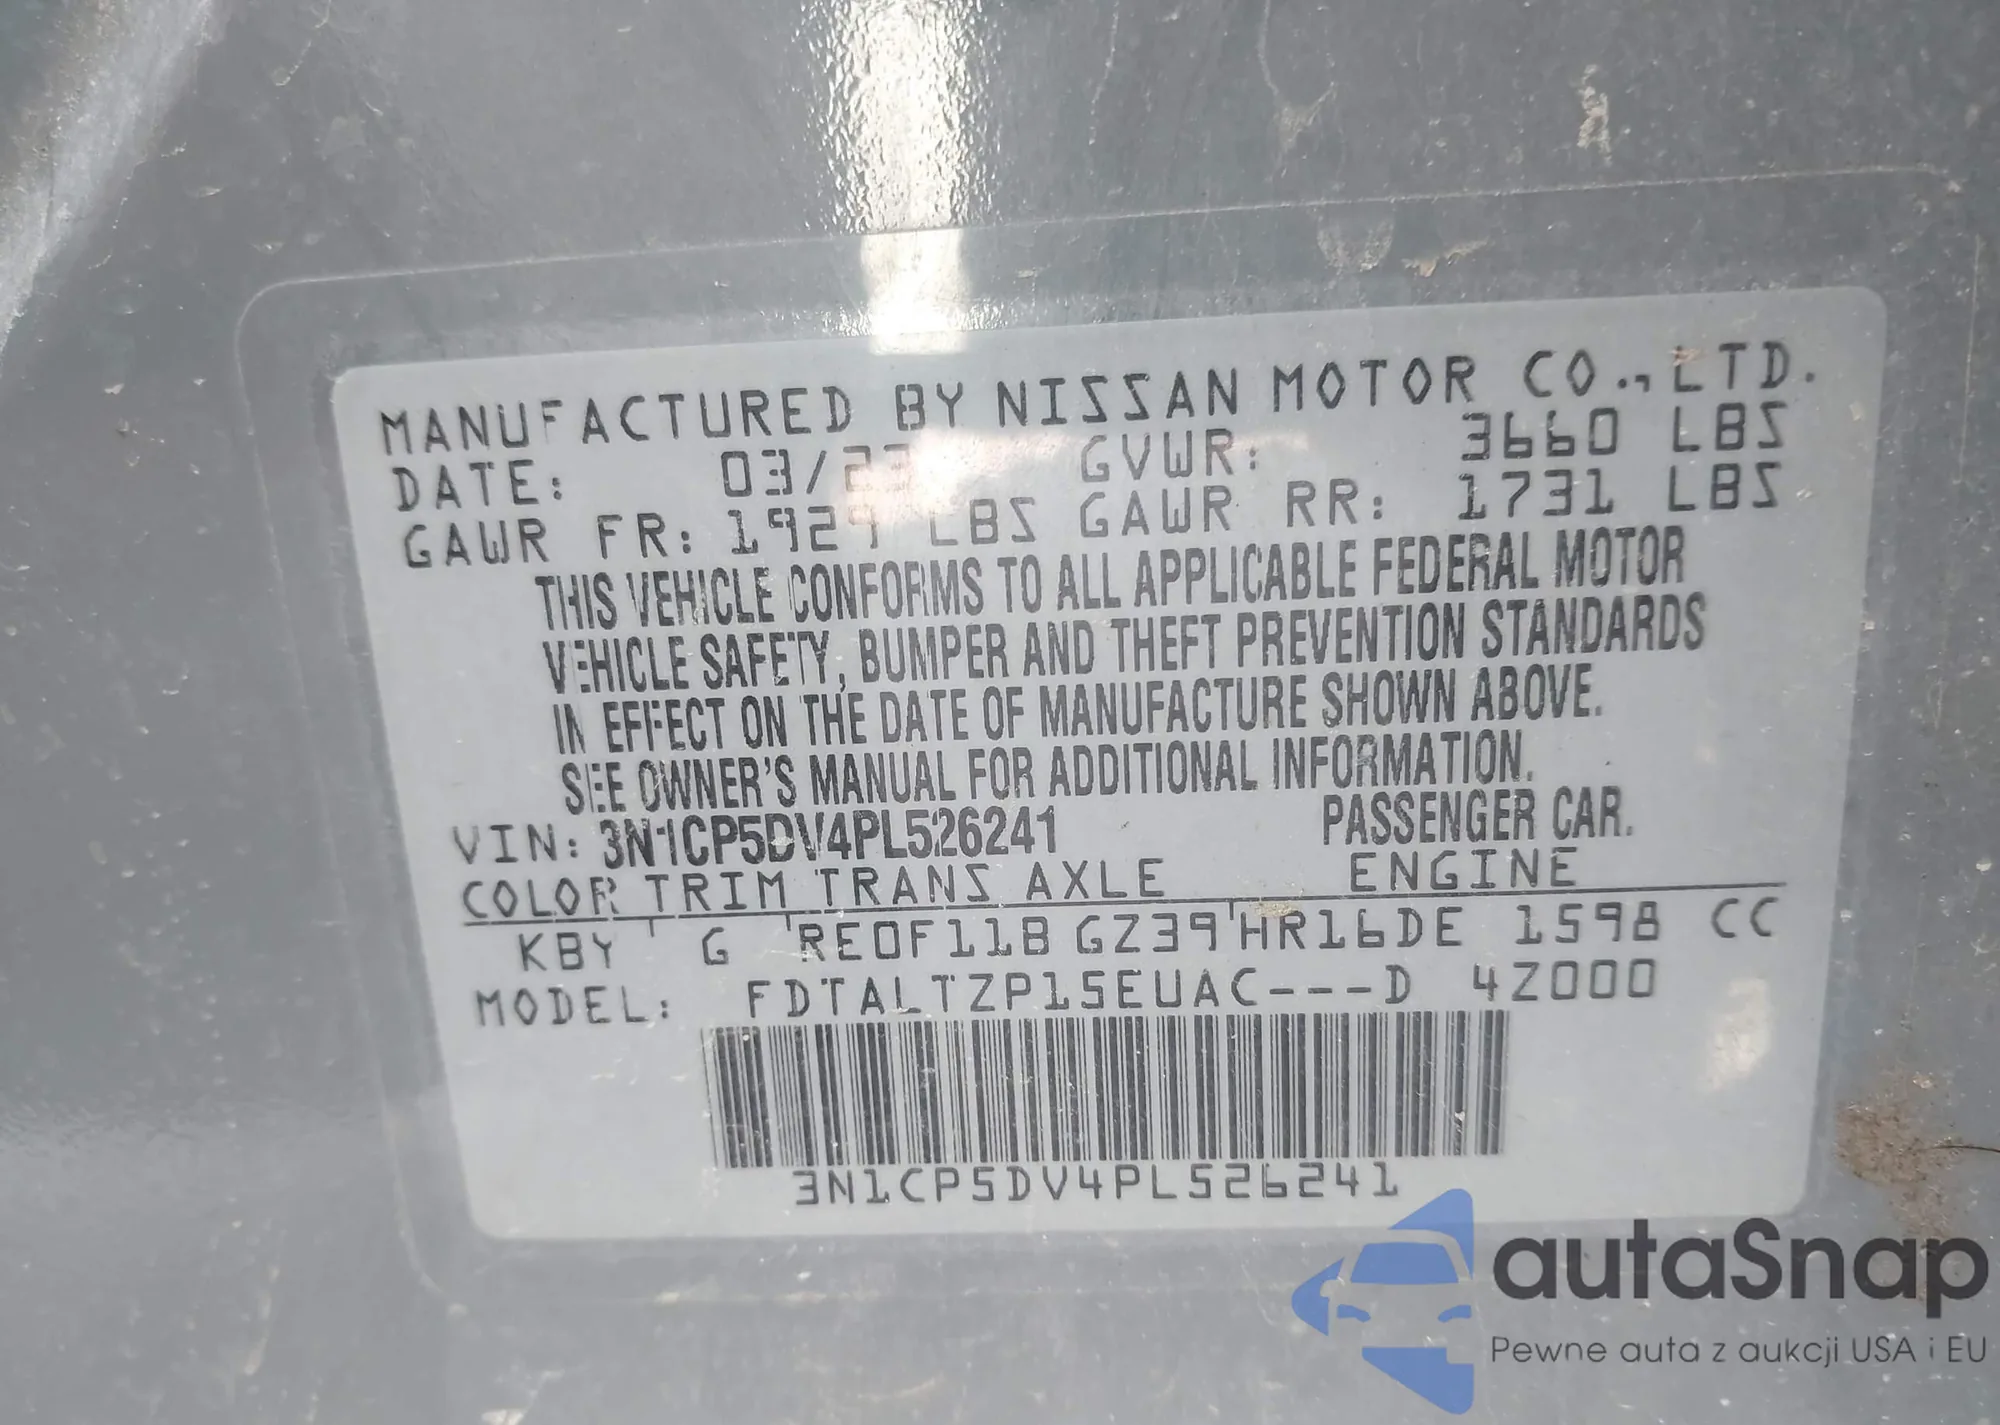 MANUFACTURED BY NISSAN MOTOR CO.,LTD.
DATE: 03/23 GVWR: 3660 LBS
GAWR FR: 1929 LBS GAWR RR: 1731 LBS
THIS VEHICLE CONFORMS TO ALL APPLICABLE FEDERAL MOTOR
VEHICLE SAFETY, BUMPER AND THEFT PREVENTION STANDARDS
IN EFFECT ON THE DATE OF MANUFACTURE SHOWN ABOVE.
SEE OWNER'S MANUAL FOR ADDITIONAL INFORMATION.
VIN: 3N1CP5DV4PL526241 PASSENGER CAR.
COLOR TRIM TRANS AXLE ENGINE
KBY G RE0F11B GZ39 HR16DE 1598 CC
MODEL: FDTALTZP15EUAC---D 4Z000
3N1CP5DV4PL526241
autaSnap
Pewne auta z aukcji USA i EU